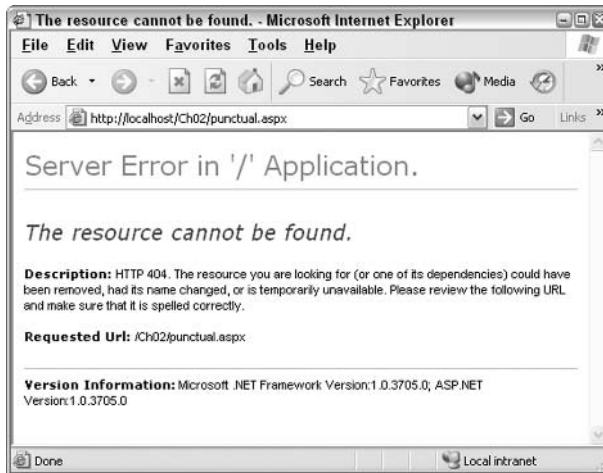 The resource cannot be found. - Microsoft Internet Explorer
File Edit View Favorites Tools Help
Back Search Favorites Media »
Address http://localhost/Ch02/punctual.aspx Go Links »
Server Error in '/' Application.
The resource cannot be found.
Description: HTTP 404. The resource you are looking for (or one of its dependencies) could have
been removed, had its name changed, or is temporarily unavailable. Please review the following URL
and make sure that it is spelled correctly.
Requested Url: /Ch02/punctual.aspx
Version Information: Microsoft .NET Framework Version:1.0.3705.0; ASP.NET
Version:1.0.3705.0
Done Local intranet